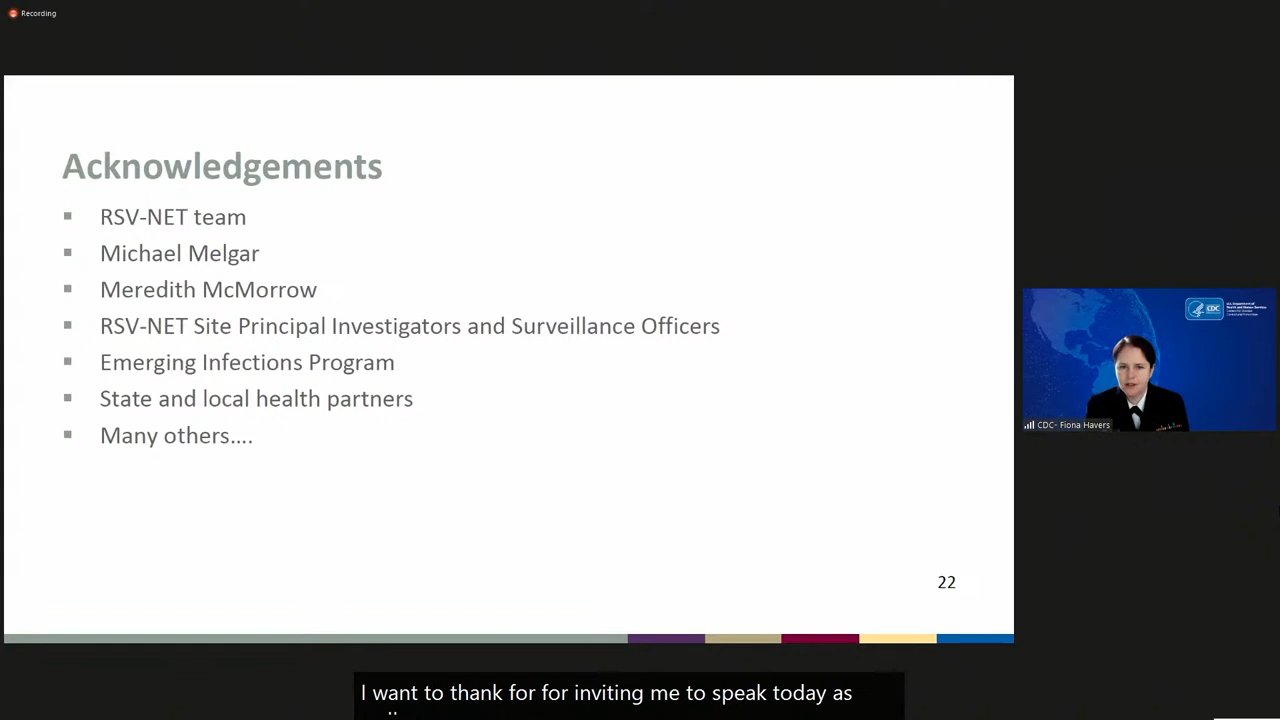 Recording
Acknowledgements
▪ RSV-NET team
▪ Michael Melgar
▪ Meredith McMorrow
▪ RSV-NET Site Principal Investigators and Surveillance Officers
▪ Emerging Infections Program
▪ State and local health partners
▪ Many others....
22
CDC
CDC- Fiona Havers
I want to thank for for inviting me to speak today as